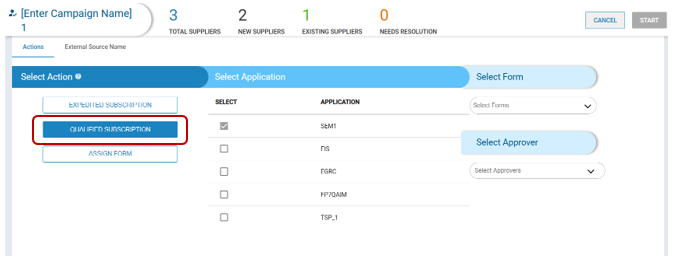 [Enter Campaign Name]
1
3
TOTAL SUPPLIERS
2
NEW SUPPLIERS
1
EXISTING SUPPLIERS
0
NEEDS RESOLUTION
CANCEL
START
Actions
External Source Name
Select Action
Select Application
Select Form
EXPEDITED SUBSCRIPTION
QUALIFIED SUBSCRIPTION
ASSIGN FORM
SELECT
APPLICATION
SEM1
FIS
EGRC
FP7QAIM
TSP_1
Select Forms
Select Approver
Select Approvers